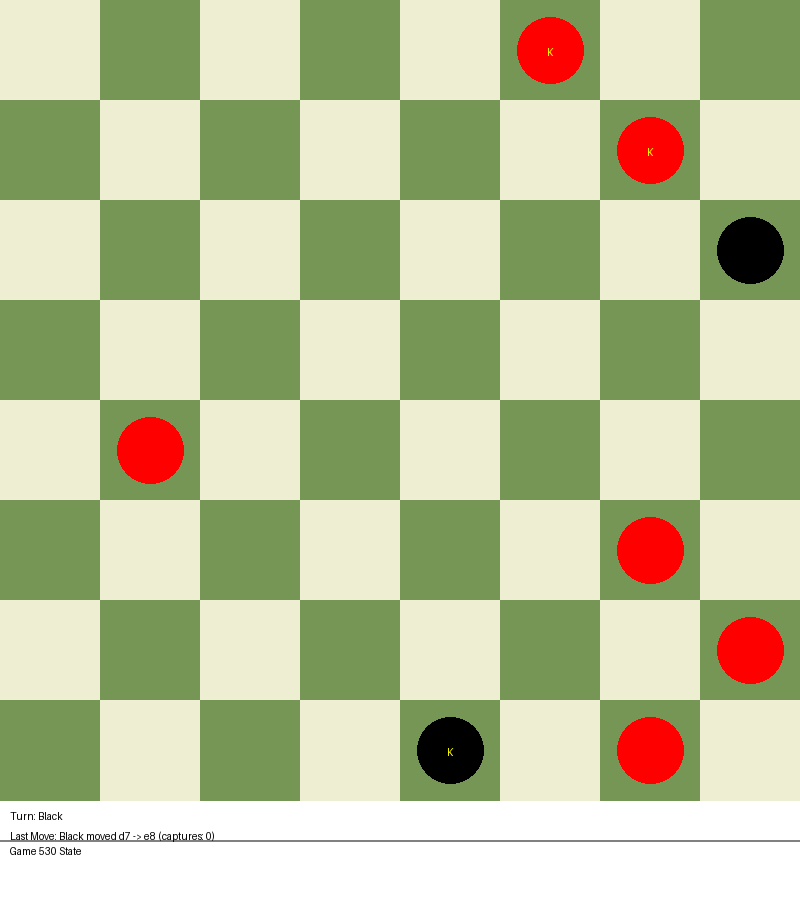 K
K
K
Turn: Black
Last Move: Black moved d7 -> e8 (captures: 0)
Game 530 State